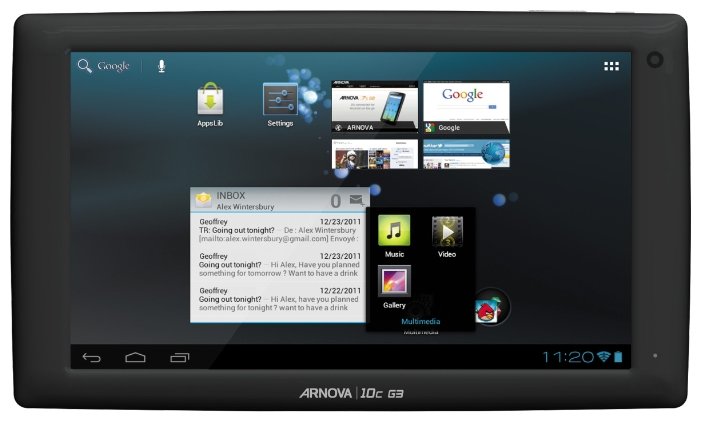 Google
AppsLib
Settings
ARNOVA
ARNOVA
Google
Google
INBOX
0
Alex Wintersbury
Geoffrey 12/23/2011
TR: Going out tonight? — De : Alex Wintersbury
[mailto:alex.wintersbury@gmail.com] Envoyé :
Geoffrey 12/23/2011
Going out tonight? — Hi Alex, Have you planned
something for tomorrow ? Want to have a drink
Geoffrey 12/22/2011
Going out tonight? — Hi Alex, have you planned
something for tonight ? want to have a drink
Music
Video
Gallery
Multimedia
Multimedia
11:20
ARNOVA | 10c G3